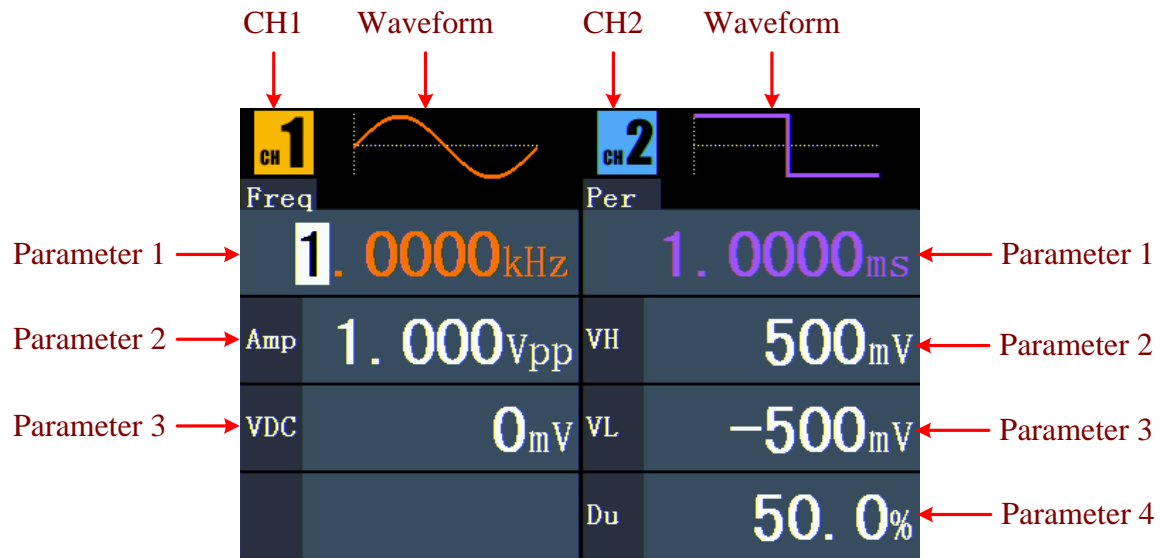 CH1 Waveform CH2 Waveform
CH 1 CH 2
Freq Per
Parameter 1 1.0000kHz 1.0000ms Parameter 1
Parameter 2 Amp 1.000Vpp VH 500mV Parameter 2
Parameter 3 VDC 0mV VL -500mV Parameter 3
Du 50.0% Parameter 4